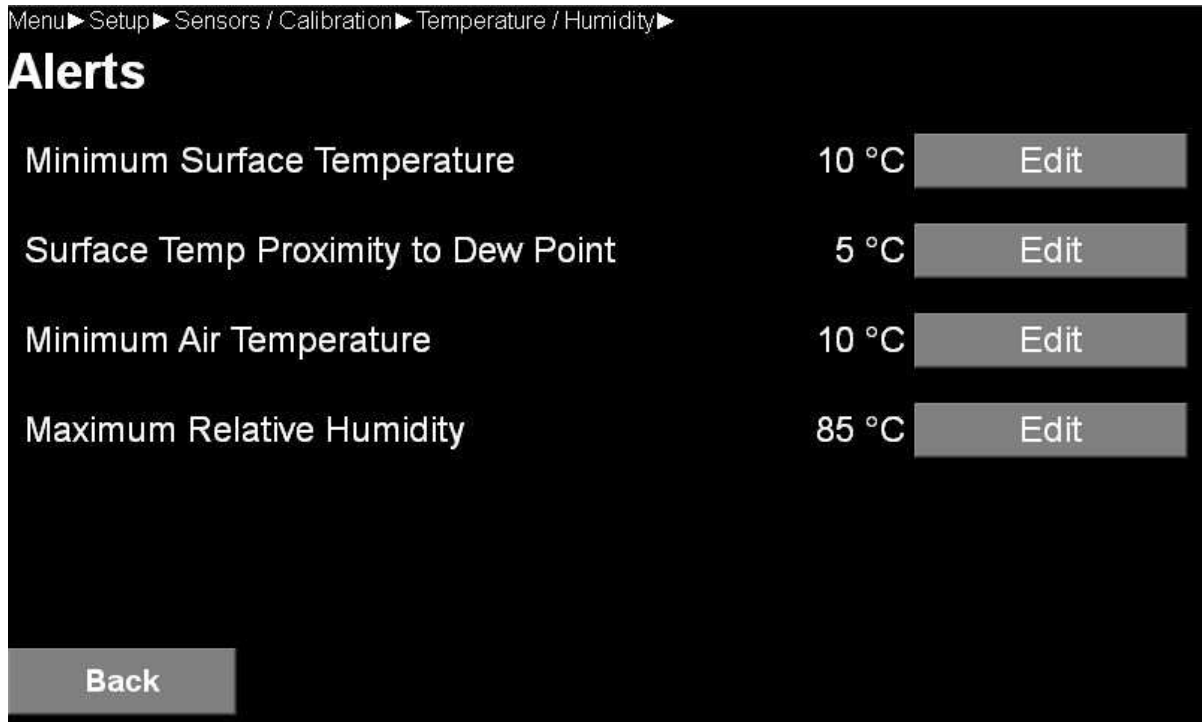 Menu►Setup►Sensors / Calibration►Temperature / Humidity►
Alerts
Minimum Surface Temperature 10 °C Edit
Surface Temp Proximity to Dew Point 5 °C Edit
Minimum Air Temperature 10 °C Edit
Maximum Relative Humidity 85 °C Edit
Back